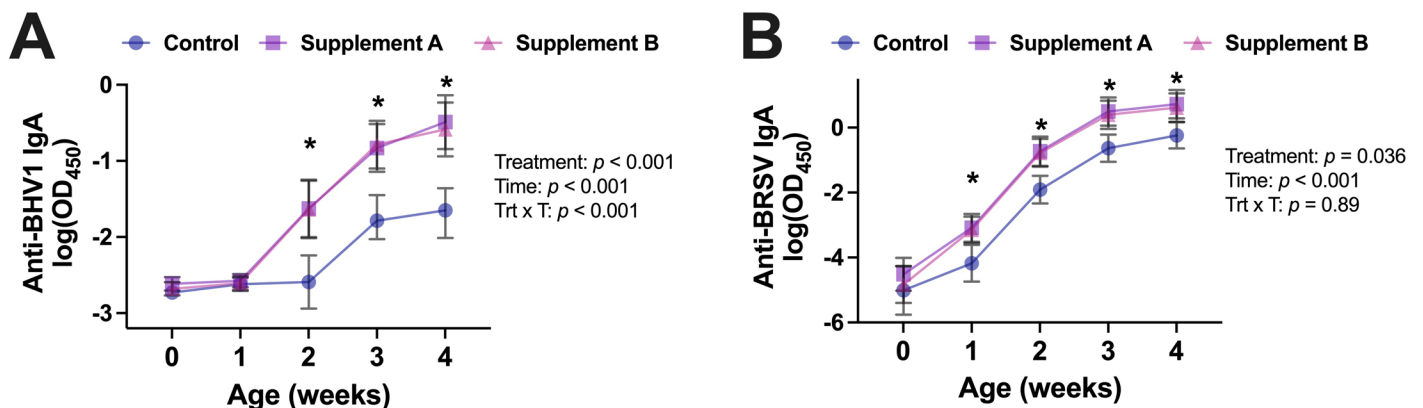 A
Control Supplement A Supplement B
Anti-BHV1 IgA
log(OD450)
0
-1
-2
-3
*
*
*
Treatment: p < 0.001
Time: p < 0.001
Trt x T: p < 0.001
0 1 2 3 4
Age (weeks)
B
Control Supplement A Supplement B
Anti-BRSV IgA
log(OD450)
0
-2
-4
-6
*
*
*
*
Treatment: p = 0.036
Time: p < 0.001
Trt x T: p = 0.89
0 1 2 3 4
Age (weeks)